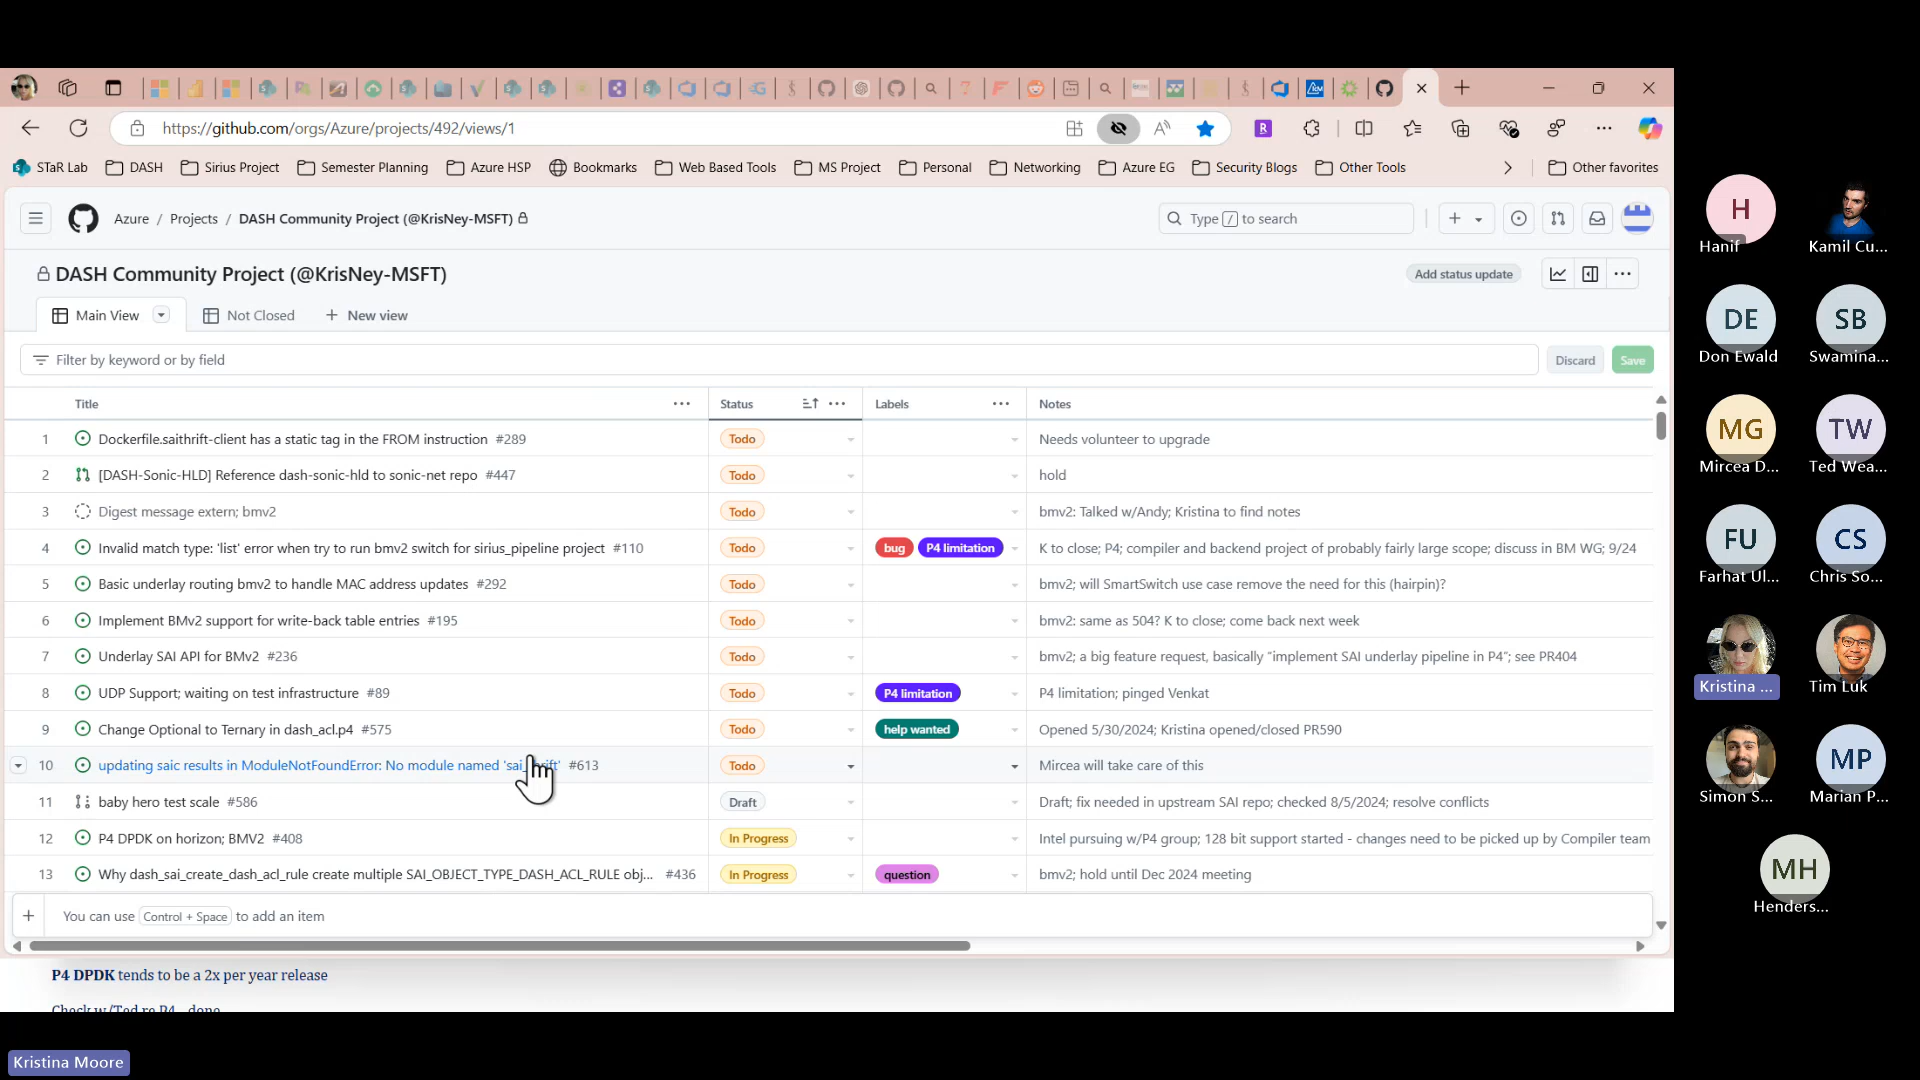 https://github.com/orgs/Azure/projects/492/views/1
STaR Lab DASH Sirius Project Semester Planning Azure HSP Bookmarks Web Based Tools MS Project Personal Networking Azure EG Security Blogs Other Tools Other favorites
Azure / Projects / DASH Community Project (@KrisNey-MSFT)
Type / to search
DASH Community Project (@KrisNey-MSFT)
Add status update
Main View Not Closed + New view
Filter by keyword or by field
Discard Save
Title Status Labels Notes
1 Dockerfile.saithrift-client has a static tag in the FROM instruction #289 Todo Needs volunteer to upgrade
2 [DASH-Sonic-HLD] Reference dash-sonic-hld to sonic-net repo #447 Todo hold
3 Digest message extern; bmv2 Todo bmv2: Talked w/Andy; Kristina to find notes
4 Invalid match type: 'list' error when try to run bmv2 switch for sirius_pipeline project #110 Todo bug P4 limitation K to close; P4; compiler and backend project of probably fairly large scope; discuss in BM WG; 9/24
5 Basic underlay routing bmv2 to handle MAC address updates #292 Todo bmv2; will SmartSwitch use case remove the need for this (hairpin)?
6 Implement BMv2 support for write-back table entries #195 Todo bmv2: same as 504? K to close; come back next week
7 Underlay SAI API for BMv2 #236 Todo bmv2; a big feature request, basically "implement SAI underlay pipeline in P4"; see PR404
8 UDP Support; waiting on test infrastructure #89 Todo P4 limitation P4 limitation; pinged Venkat
9 Change Optional to Ternary in dash_acl.p4 #575 Todo help wanted Opened 5/30/2024; Kristina opened/closed PR590
10 updating saic results in ModuleNotFoundError: No module named #613 Todo Mircea will take care of this
11 baby hero test scale #586 Draft Draft; fix needed in upstream SAI repo; checked 8/5/2024; resolve conflicts
12 P4 DPDK on horizon; BMV2 #408 In Progress Intel pursuing w/P4 group; 128 bit support started - changes need to be picked up by Compiler team
13 Why dash_sai_create_dash_acl_rule create multiple SAI_OBJECT_TYPE_DASH_ACL_RULE obj... #436 In Progress question bmv2; hold until Dec 2024 meeting
+ You can use Control + Space to add an item
P4 DPDK tends to be a 2x per year release
Check w/Ted re P4 done
Kristina Moore
H
Hanif
Kamil Cu...
DE
Don Ewald
SB
Swamina...
MG
Mircea D...
TW
Ted Wea...
FU
Farhat Ul...
CS
Chris So...
Kristina ...
Tim Luk
Simon S...
MP
Marian P...
MH
Henders...